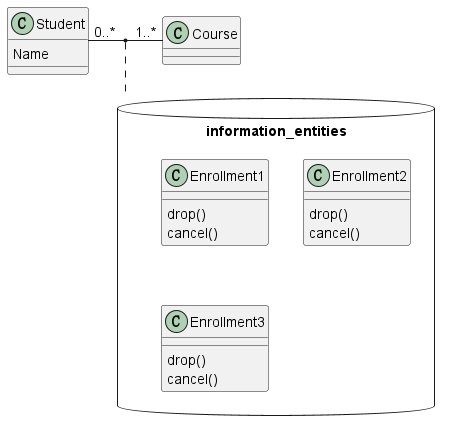 C Student
Name
0..*
1..*
C Course
information_entities
C Enrollment1
drop()
cancel()
C Enrollment2
drop()
cancel()
C Enrollment3
drop()
cancel()